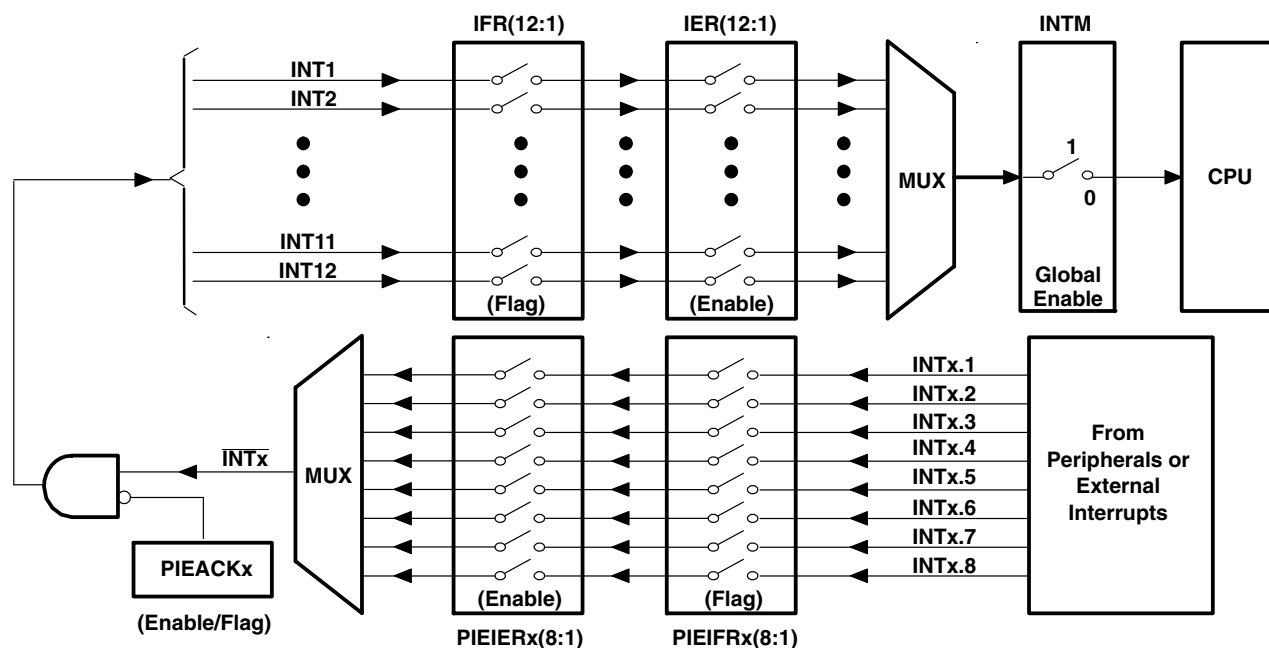 IFR(12:1) IER(12:1) INTM
INT1
INT2
1
MUX
CPU
0
INT11
INT12
Global
Enable
(Flag) (Enable)
INTx.1
INTx.2
INTx.3
INTx.4
INTx.5
INTx.6
INTx.7
INTx.8
From
Peripherals or
External
Interrupts
INTx
MUX
PIEACKx
(Enable/Flag)
(Enable) (Flag)
PIEIERx(8:1) PIEIFRx(8:1)